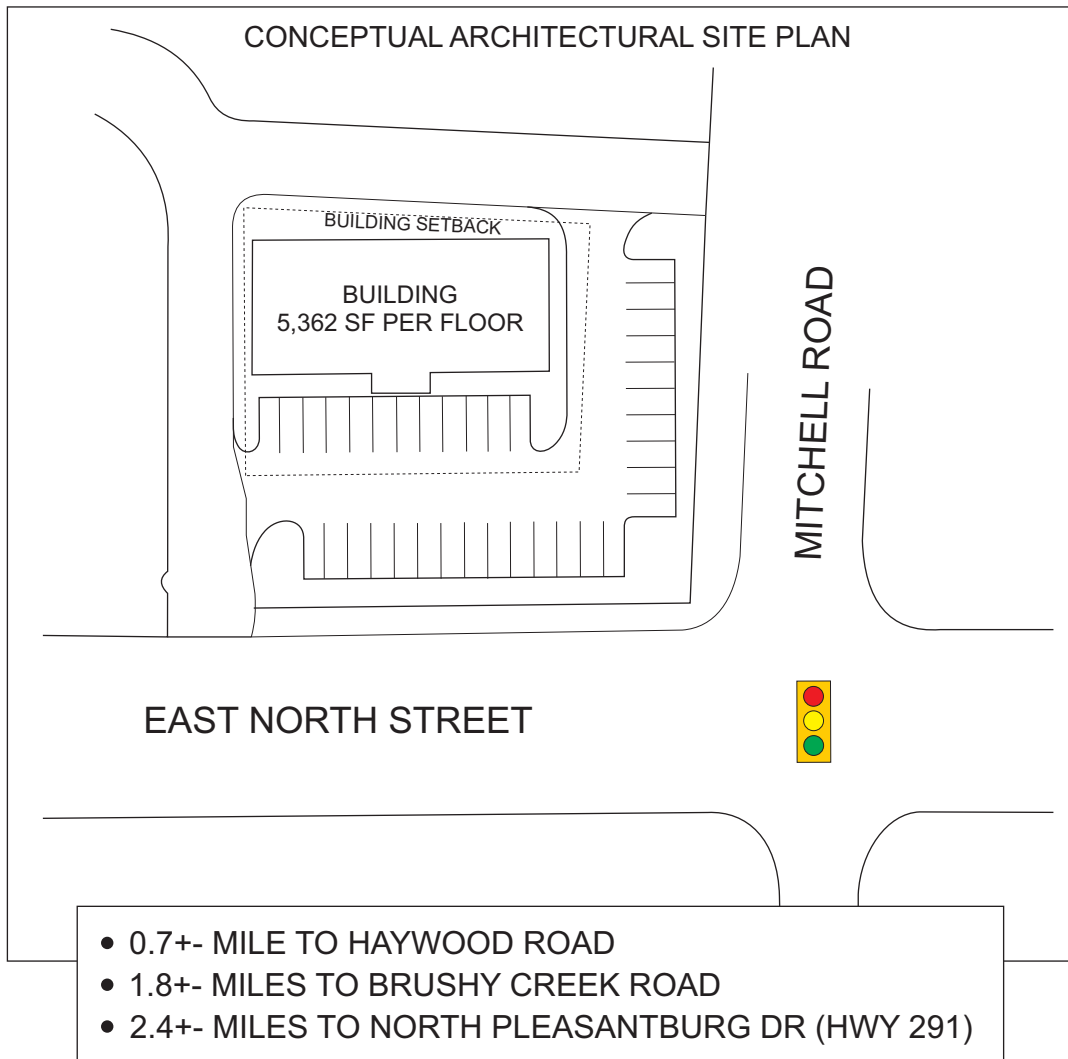 CONCEPTUAL ARCHITECTURAL SITE PLAN
BUILDING SETBACK
BUILDING
5,362 SF PER FLOOR
MITCHELL ROAD
EAST NORTH STREET
• 0.7+- MILE TO HAYWOOD ROAD
• 1.8+- MILES TO BRUSHY CREEK ROAD
• 2.4+- MILES TO NORTH PLEASANTBURG DR (HWY 291)